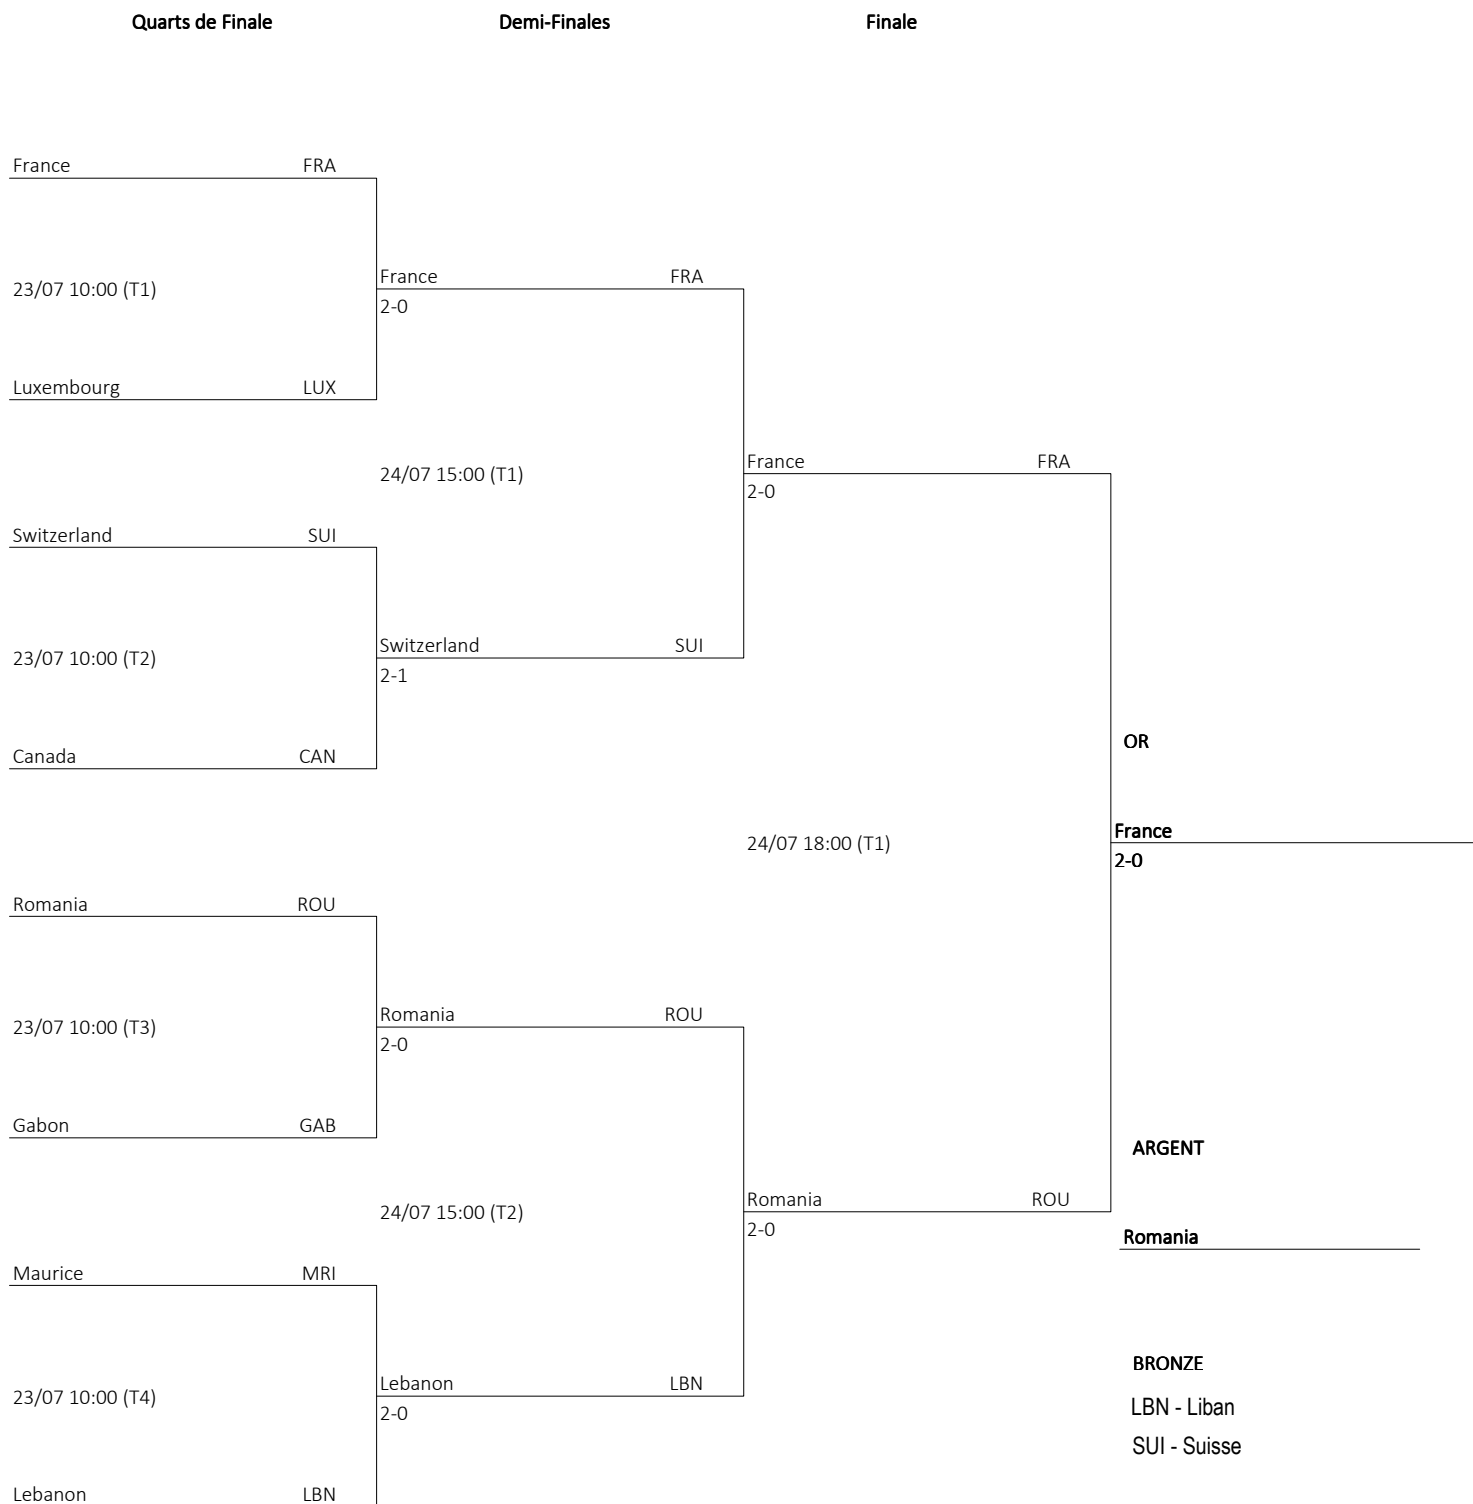 Quarts de Finale Demi-Finales Finale
France FRA
France FRA
23/07 10:00 (T1)
2-0
Luxembourg LUX
France FRA
24/07 15:00 (T1)
2-0
Switzerland SUI
Switzerland SUI
23/07 10:00 (T2)
2-1
OR
Canada CAN
France
24/07 18:00 (T1)
2-0
Romania ROU
Romania ROU
23/07 10:00 (T3)
2-0
Gabon GAB
ARGENT
Romania ROU
24/07 15:00 (T2)
2-0
Romania
Maurice MRI
BRONZE
Lebanon LBN
23/07 10:00 (T4)
LBN - Liban
2-0
SUI - Suisse
Lebanon LBN